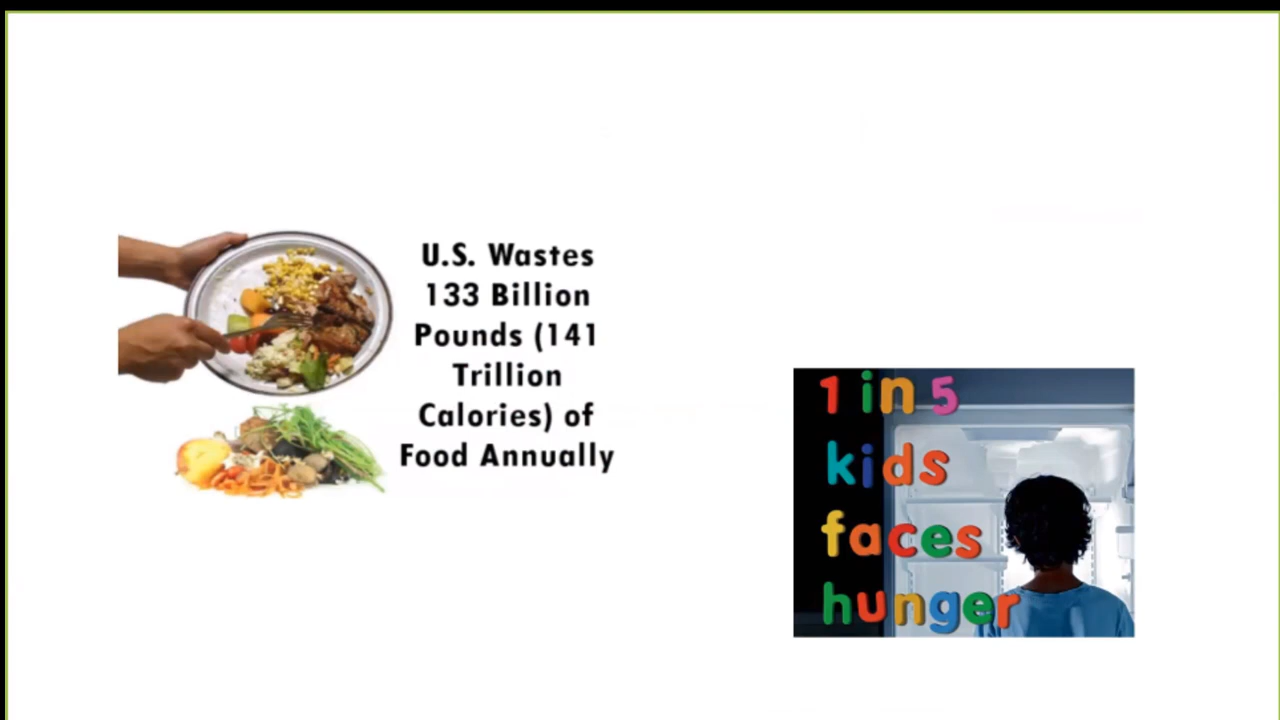 U.S. Wastes
133 Billion
Pounds (141
Trillion
Calories) of
Food Annually
1 in 5
kids
faces
hunger